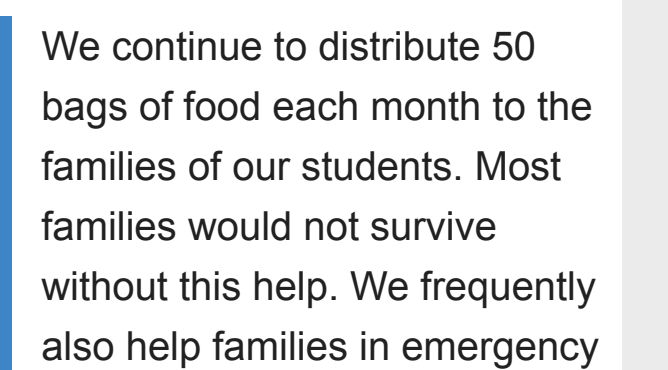 We continue to distribute 50
bags of food each month to the
families of our students. Most
families would not survive
without this help. We frequently
also help families in emergency